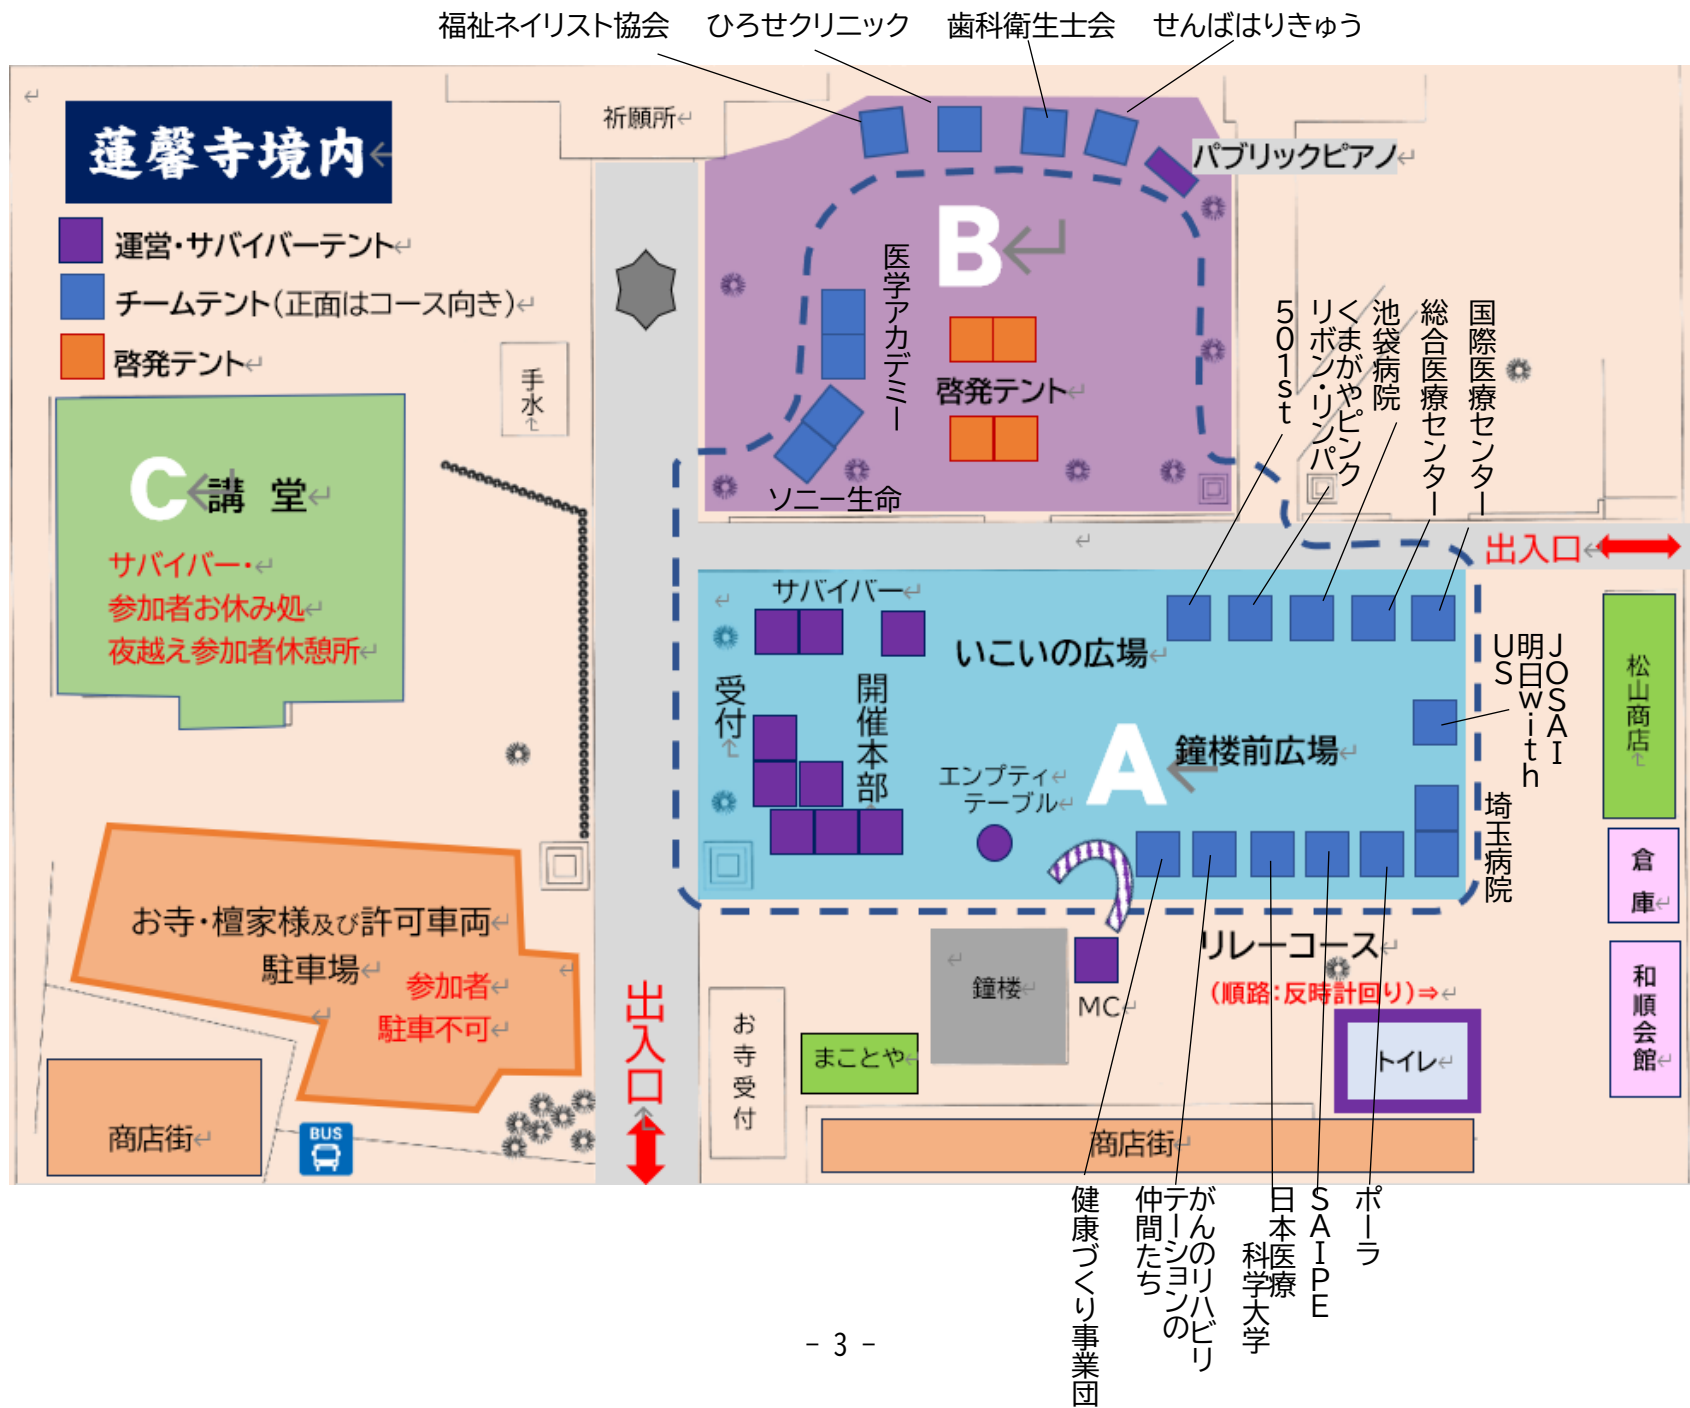 福祉ネイリスト協会
ひろせクリニック
歯科衛生士会
せんばはりきゅう
蓮馨寺境内
運営・サバイバーテント
チームテント（正面はコース向き）
啓発テント
祈願所
パブリックピアノ
B
医学アカデミー
啓発テント
ソニー生命
手水
501st
くまがやピンク
リボン・リンパ
池袋病院
総合医療センター
国際医療センター
出入口
C 講 堂
サバイバー・
参加者お休み処
夜越え参加者休憩所
サバイバー
いこいの広場
受付
開催本部
エンプティ
テーブル
A
鐘楼前広場
JOSAI
明日with
US
埼玉病院
松山商店
倉庫
和順会館
お寺・檀家様及び許可車両
駐車場
参加者
駐車不可
リレーコース
（順路：反時計回り）⇒
鐘楼
MC
お寺受付
まことや
トイレ
出入口
商店街
BUS
商店街
健康づくり事業団
がんのリハビリ
テーションの
仲間たち
日本医療
科学大学
SAIPE
ポーラ
- 3 -